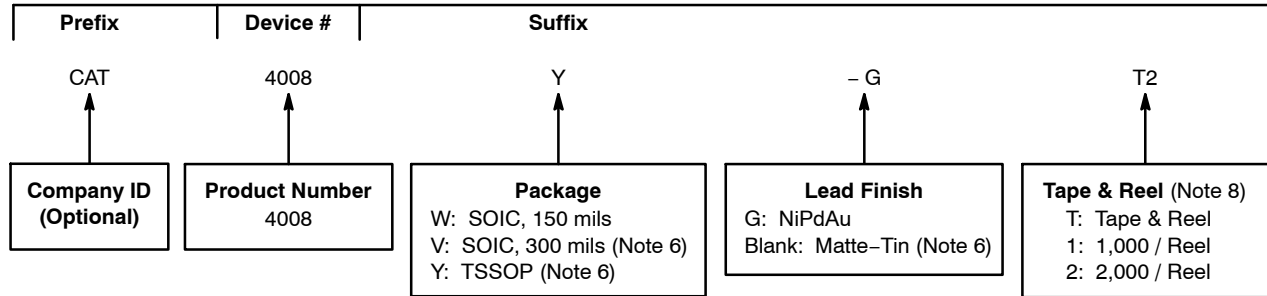 Prefix Device # Suffix
CAT 4008 Y – G T2
Company ID
(Optional)
Product Number
4008
Package
W: SOIC, 150 mils
V: SOIC, 300 mils (Note 6)
Y: TSSOP (Note 6)
Lead Finish
G: NiPdAu
Blank: Matte−Tin (Note 6)
Tape & Reel (Note 8)
T: Tape & Reel
1: 1,000 / Reel
2: 2,000 / Reel